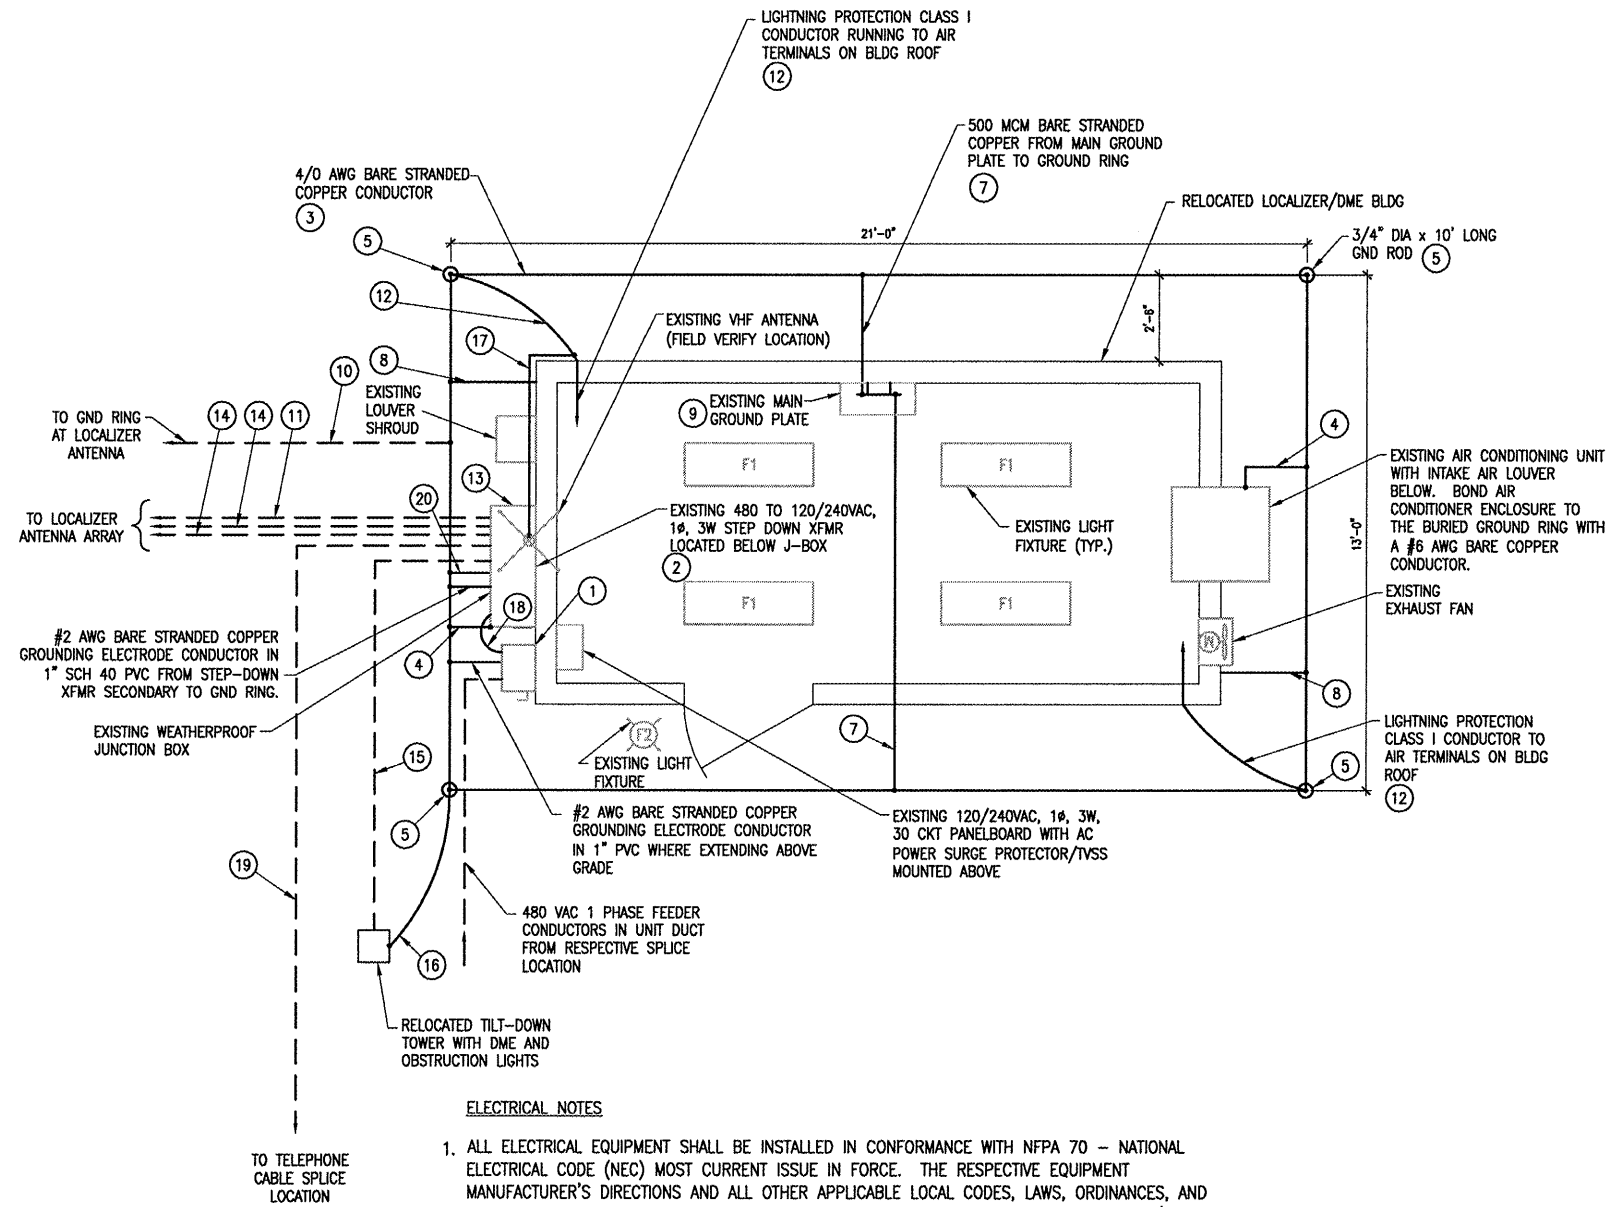 LIGHTNING PROTECTION CLASS I
CONDUCTOR RUNNING TO AIR
TERMINALS ON BLDG ROOF
12
500 MCM BARE STRANDED
COPPER FROM MAIN GROUND
PLATE TO GROUND RING
7
4/0 AWG BARE STRANDED
COPPER CONDUCTOR
3
RELOCATED LOCALIZER/DME BLDG
5
21'-0"
3/4" DIA x 10' LONG
GND ROD 5
12
2'-6"
EXISTING VHF ANTENNA
(FIELD VERIFY LOCATION)
17
8
10
EXISTING
LOUVER
SHROUD
9
EXISTING MAIN
GROUND PLATE
TO GND RING
AT LOCALIZER
ANTENNA
14
14
11
4
F1
F1
EXISTING AIR CONDITIONING UNIT
WITH INTAKE AIR LOUVER
BELOW. BOND AIR
CONDITIONER ENCLOSURE TO
THE BURIED GROUND RING WITH
A #6 AWG BARE COPPER
CONDUCTOR.
13
20
TO LOCALIZER
ANTENNA ARRAY
EXISTING 480 TO 120/240VAC,
1ø, 3W STEP DOWN XFMR
LOCATED BELOW J-BOX
2
EXISTING LIGHT
FIXTURE (TYP.)
13'-0"
1
18
F1
F1
EXISTING
EXHAUST FAN
#2 AWG BARE STRANDED COPPER
GROUNDING ELECTRODE CONDUCTOR IN
1" SCH 40 PVC FROM STEP-DOWN
XFMR SECONDARY TO GND RING.
4
8
EXISTING WEATHERPROOF
JUNCTION BOX
F2
7
LIGHTNING PROTECTION
CLASS I CONDUCTOR TO
AIR TERMINALS ON BLDG
ROOF
12
15
EXISTING LIGHT
FIXTURE
5
5
#2 AWG BARE STRANDED COPPER
GROUNDING ELECTRODE CONDUCTOR
IN 1" PVC WHERE EXTENDING ABOVE
GRADE
EXISTING 120/240VAC, 1ø, 3W,
30 CKT PANELBOARD WITH AC
POWER SURGE PROTECTOR/TVSS
MOUNTED ABOVE
19
480 VAC 1 PHASE FEEDER
CONDUCTORS IN UNIT DUCT
FROM RESPECTIVE SPLICE
LOCATION
16
RELOCATED TILT-DOWN
TOWER WITH DME AND
OBSTRUCTION LIGHTS
TO TELEPHONE
CABLE SPLICE
LOCATION
ELECTRICAL NOTES
1. ALL ELECTRICAL EQUIPMENT SHALL BE INSTALLED IN CONFORMANCE WITH NFPA 70 – NATIONAL
ELECTRICAL CODE (NEC) MOST CURRENT ISSUE IN FORCE. THE RESPECTIVE EQUIPMENT
MANUFACTURER'S DIRECTIONS AND ALL OTHER APPLICABLE LOCAL CODES, LAWS, ORDINANCES, AND